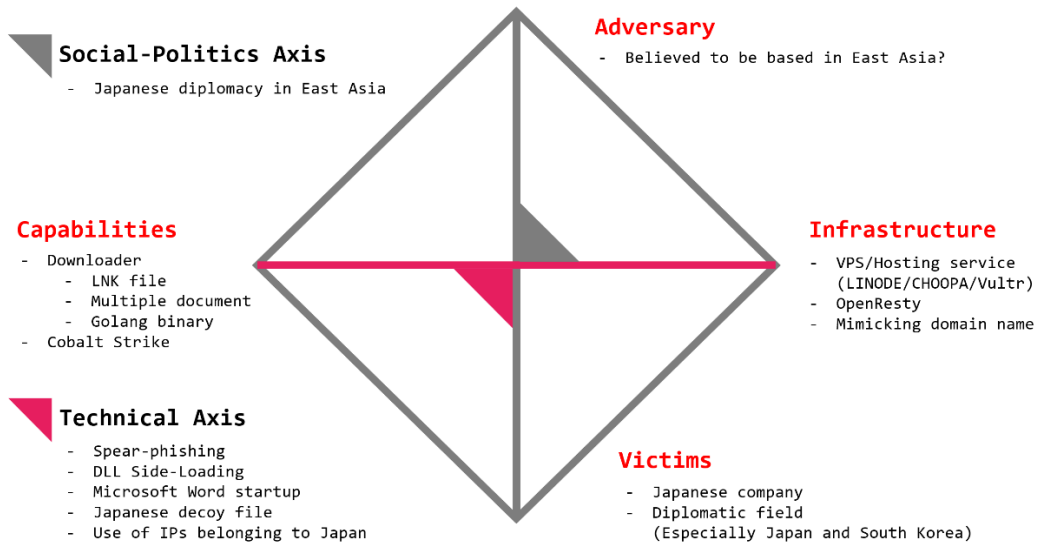 Social-Politics Axis
- Japanese diplomacy in East Asia
Adversary
- Believed to be based in East Asia?
Capabilities
- Downloader
- LNK file
- Multiple document
- Golang binary
- Cobalt Strike
Infrastructure
- VPS/Hosting service
(LINODE/CHOOPA/Vultr)
- OpenResty
- Mimicking domain name
Technical Axis
- Spear-phishing
- DLL Side-Loading
- Microsoft Word startup
- Japanese decoy file
- Use of IPs belonging to Japan
Victims
- Japanese company
- Diplomatic field
(Especially Japan and South Korea)